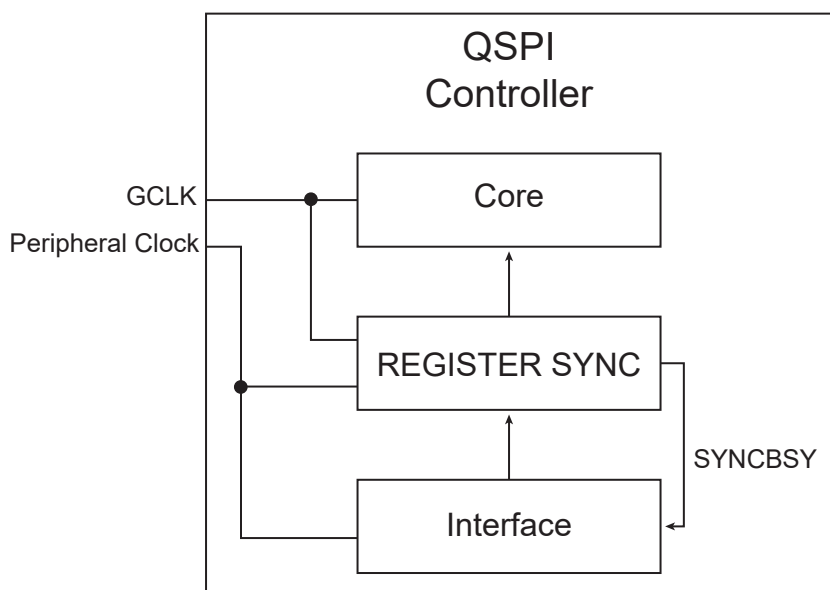 QSPI
Controller
GCLK
Core
Peripheral Clock
REGISTER SYNC
SYNCBSY
Interface